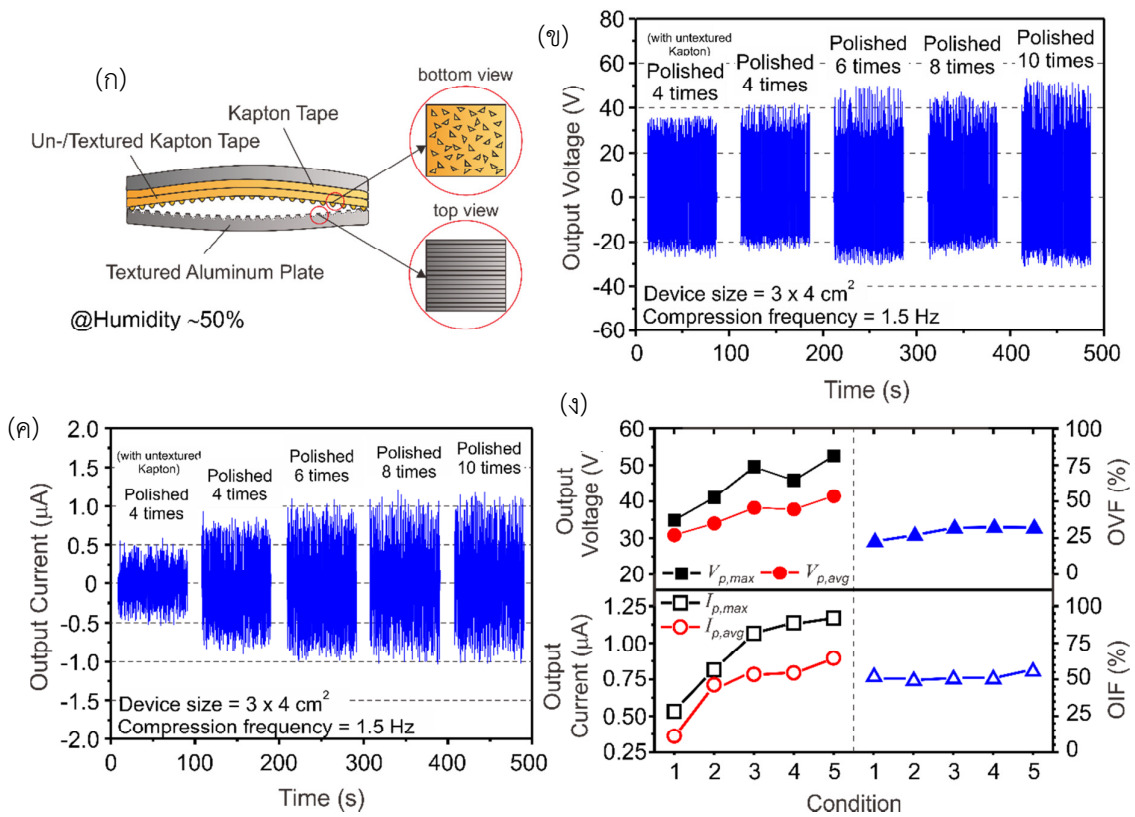 (ก)
bottom view
Kapton Tape
Un-/Textured Kapton Tape
top view
Textured Aluminum Plate
@Humidity ~50%
(ข)
Output Voltage (V)
80
60
40
20
0
-20
-40
-60
(with untextured Kapton)
Polished
4 times
Polished
4 times
Polished
6 times
Polished
8 times
Polished
10 times
Device size = 3 x 4 cm²
Compression frequency = 1.5 Hz
0 100 200 300 400 500
Time (s)
(ค)
Output Current (μA)
2.0
1.5
1.0
0.5
0
-0.5
-1.0
-1.5
-2.0
(with untextured
Kapton)
Polished
4 times
Polished
4 times
Polished
6 times
Polished
8 times
Polished
10 times
Device size = 3 x 4 cm²
Compression frequency = 1.5 Hz
0 100 200 300 400 500
Time (s)
(ง)
Output
Voltage (V)
60
50
40
30
20
Vp,max Vp,avg
100
75
50
25
0
OVF (%)
Output
Current (μA)
1.25
1.00
0.75
0.50
0.25
Ip,max
Ip,avg
100
75
50
25
0
OIF (%)
1 2 3 4 5 1 2 3 4 5
Condition